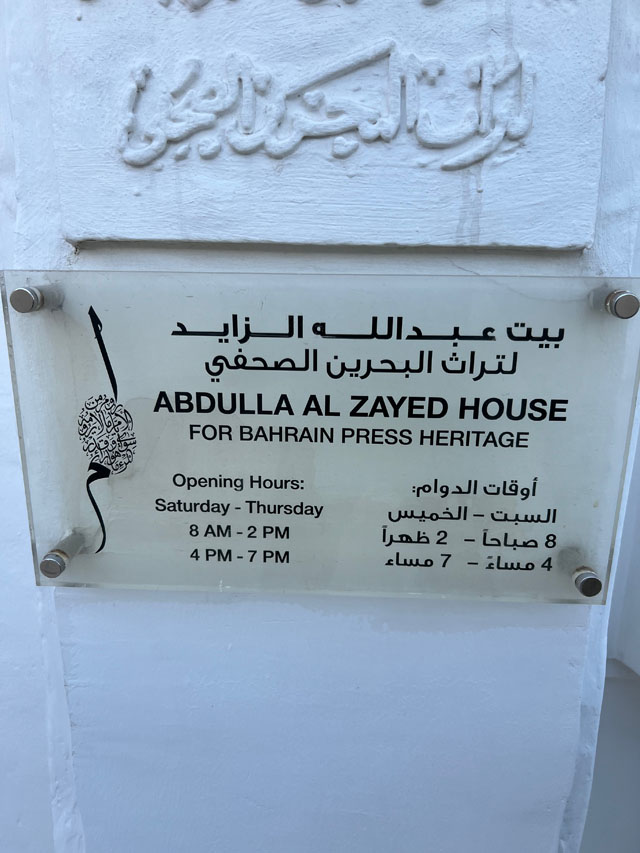 لتراث البحرين الصحفي
بيت عبدالله الزايد
لتراث البحرين الصحفي
ABDULLA AL ZAYED HOUSE
FOR BAHRAIN PRESS HERITAGE
Opening Hours:
Saturday - Thursday
8 AM - 2 PM
4 PM - 7 PM
أوقات الدوام:
السبت – الخميس
8 صباحاً – 2 ظهراً
4 مساءً – 7 مساء